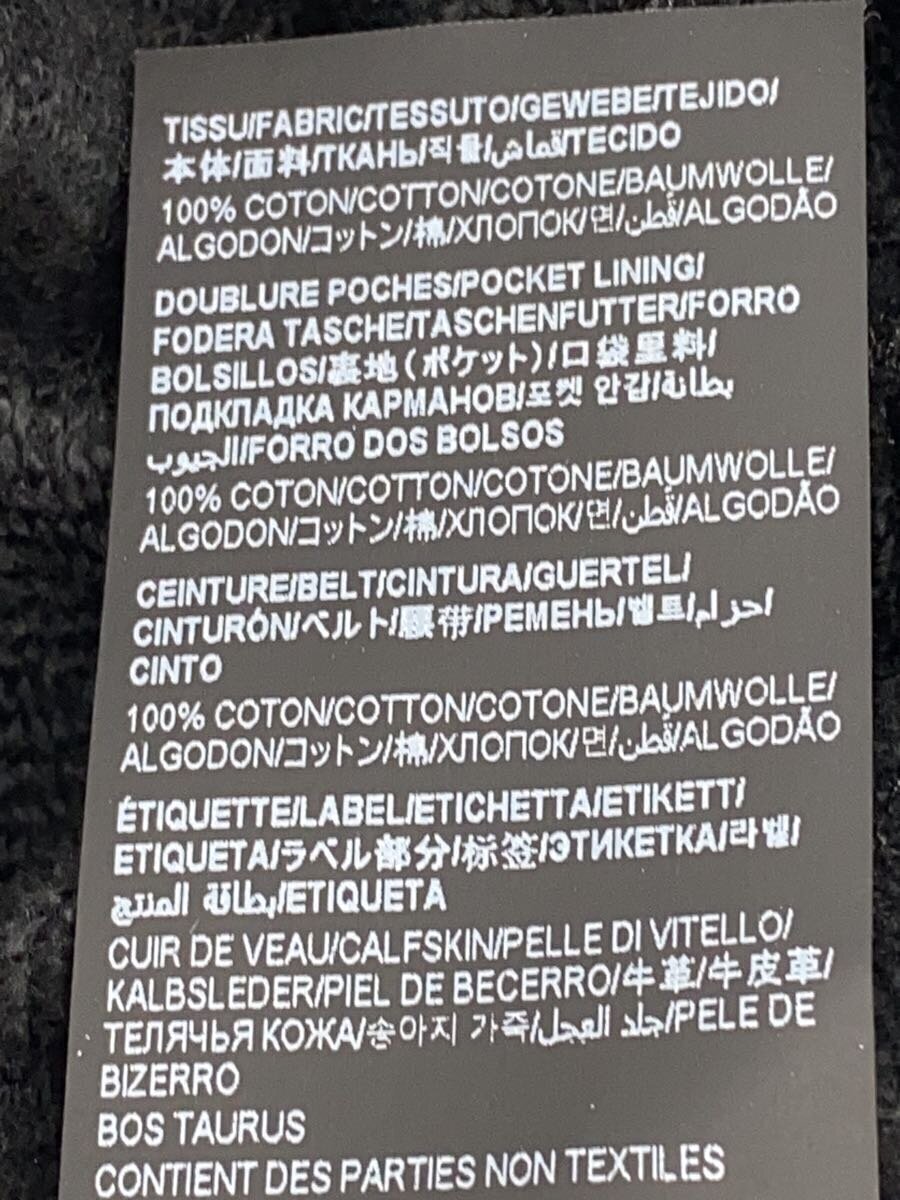 TISSU/FABRIC/TESSUTO/GEWEBE/TEJIDO/
本体/面料/ТКАНЬ/직물/قماش/TECIDO
100% COTON/COTTON/COTONE/BAUMWOLLE/
ALGODON/コットン/棉/ХЛОПОК/면/قطن/ALGODÃO
DOUBLURE POCHES/POCKET LINING/
FODERA TASCHE/TASCHENFUTTER/FORRO
BOLSILLOS/裏地(ポケット)/口袋里料/
ПОДКЛАДКА КАРМАНОВ/포켓 안감/بطانة
الجيوب/FORRO DOS BOLSOS
100% COTON/COTTON/COTONE/BAUMWOLLE/
ALGODON/コットン/棉/ХЛОПОК/면/قطن/ALGODÃO
CEINTURE/BELT/CINTURA/GUERTEL/
CINTURÓN/ベルト/腰带/РЕМЕНЬ/벨트/حزام/
CINTO
100% COTON/COTTON/COTONE/BAUMWOLLE/
ALGODON/コットン/棉/ХЛОПОК/면/قطن/ALGODÃO
ÉTIQUETTE/LABEL/ETICHETTA/ETIKETT/
ETIQUETA/ラベル部分/标签/ЭТИКЕТКА/라벨/
بطاقة المنتج/ETIQUETA
CUIR DE VEAU/CALFSKIN/PELLE DI VITELLO/
KALBSLEDER/PIEL DE BECERRO/牛革/牛皮革/
ТЕЛЯЧЬЯ КОЖА/송아지 가죽/جلد العجل/PELE DE
BIZERRO
BOS TAURUS
CONTIENT DES PARTIES NON TEXTILES